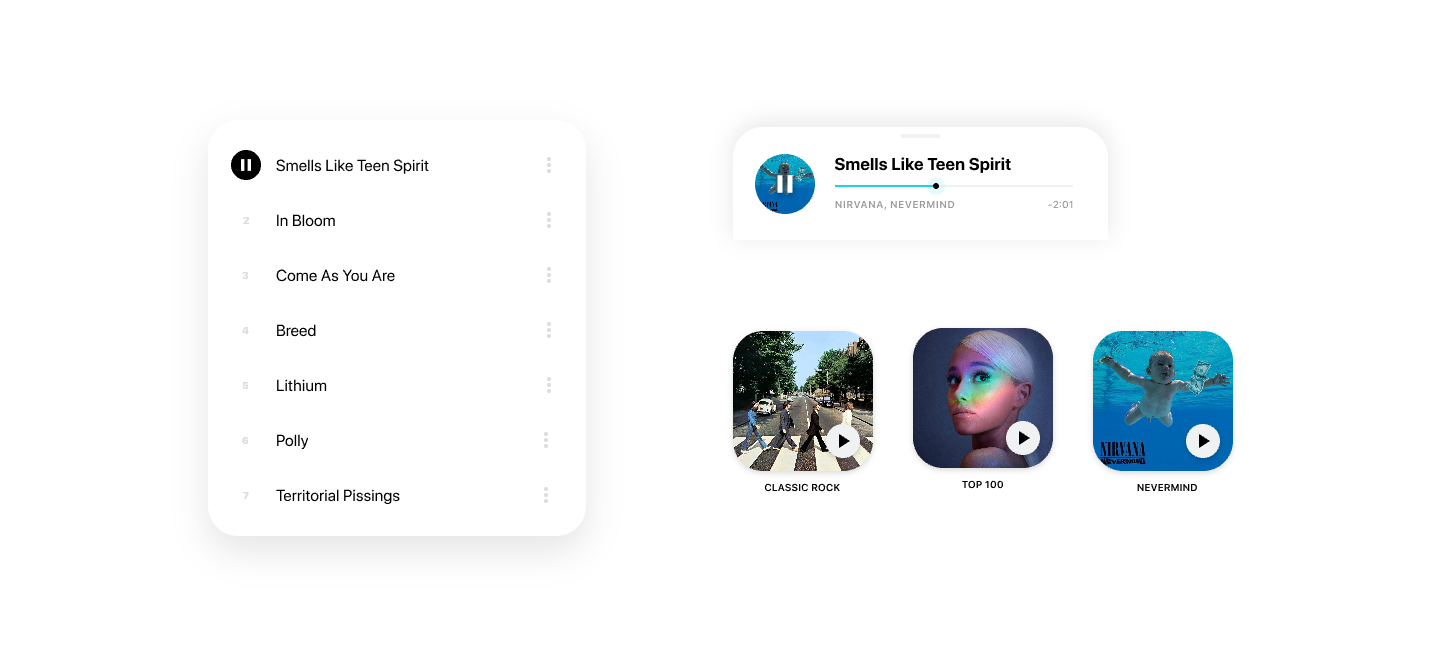 Smells Like Teen Spirit
2 In Bloom
3 Come As You Are
4 Breed
5 Lithium
6 Polly
7 Territorial Pissings
Smells Like Teen Spirit
NIRVANA, NEVERMIND -2:01
NIRVANA
NEVERMIND
CLASSIC ROCK
TOP 100
NEVERMIND